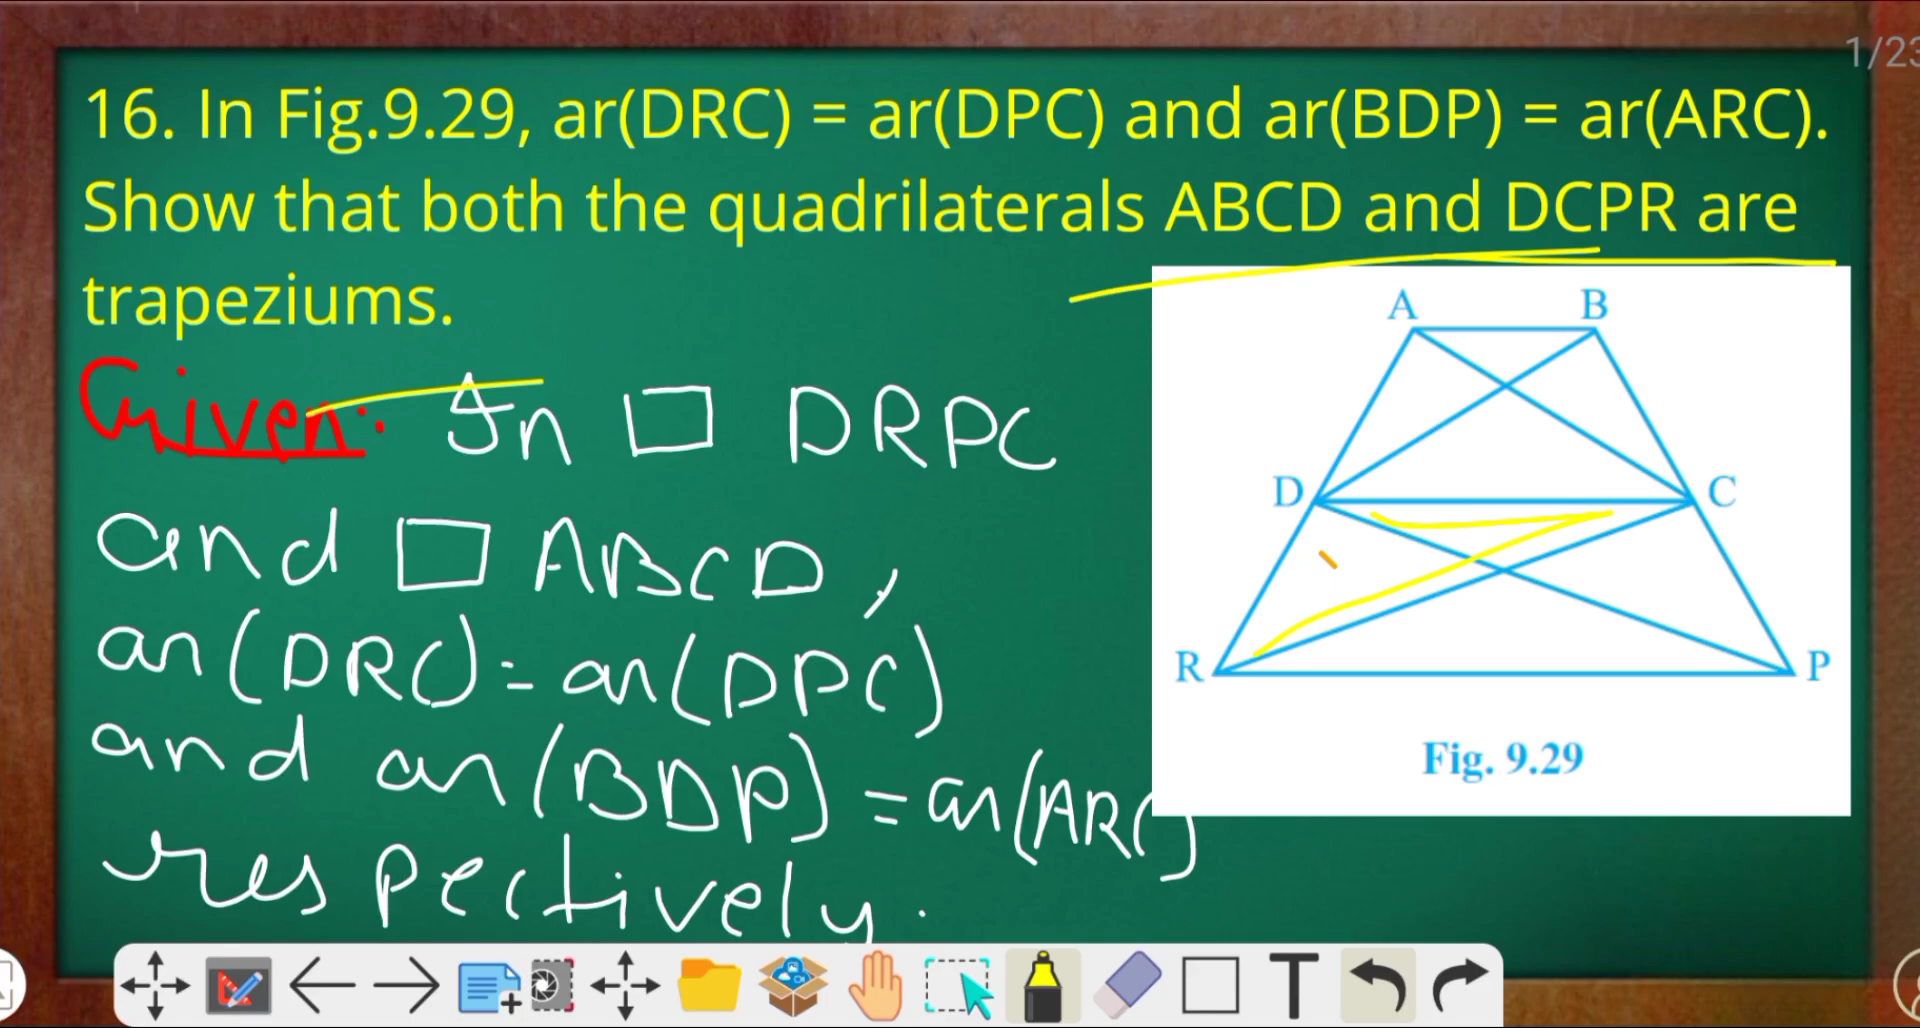 1/23
16. In Fig.9.29, ar(DRC) = ar(DPC) and ar(BDP) = ar(ARC).
Show that both the quadrilaterals ABCD and DCPR are
trapeziums.
Given: In □ DRPC
and □ ABCD,
ar(DRC) = ar(DPC)
and ar(BDP) = ar(ARC)
respectively.
A B
D C
R P
Fig. 9.29
T